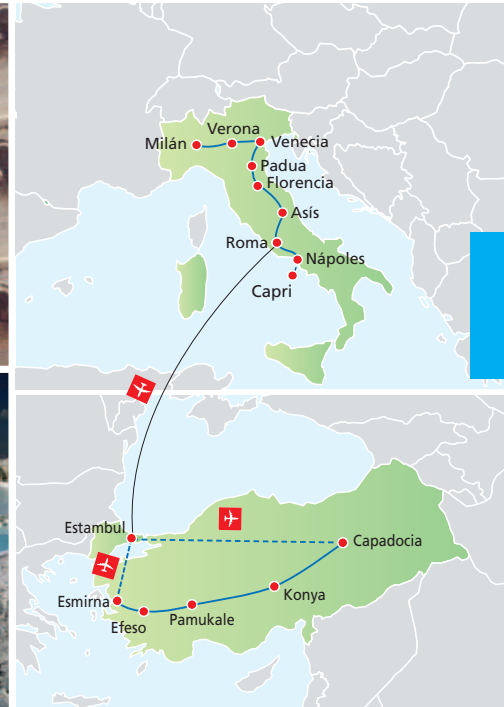 Milán
Verona
Venecia
Padua
Florencia
Asís
Roma
Nápoles
Capri
Estambul
Capadocia
Esmirna
Efeso
Pamukale
Konya